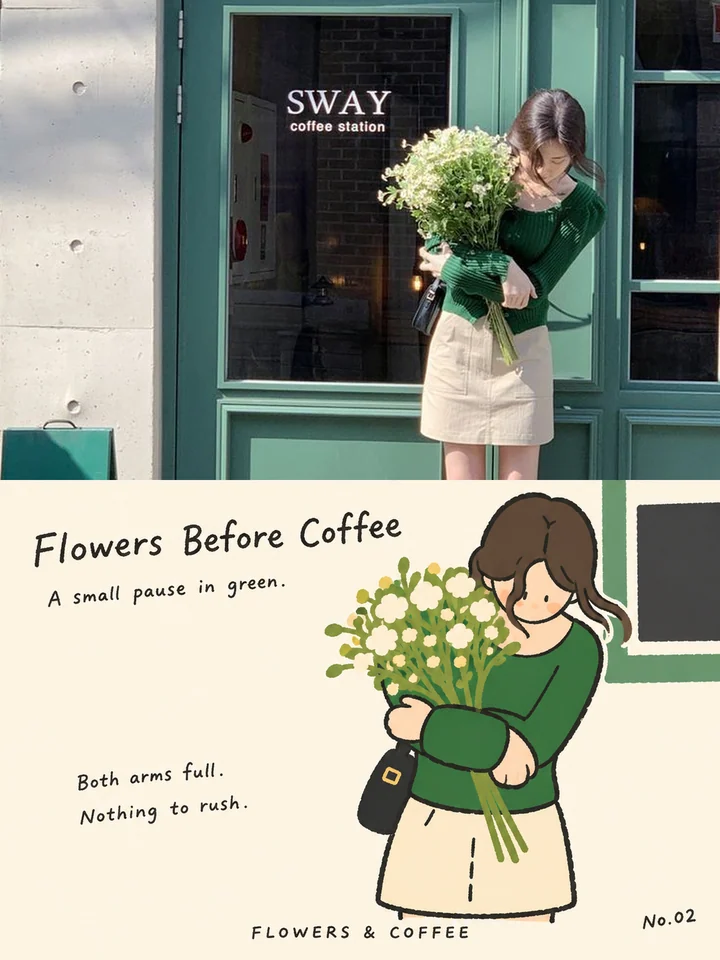 SWAY
coffee station
Flowers Before Coffee
A small pause in green.
Both arms full.
Nothing to rush.
FLOWERS & COFFEE
No.02